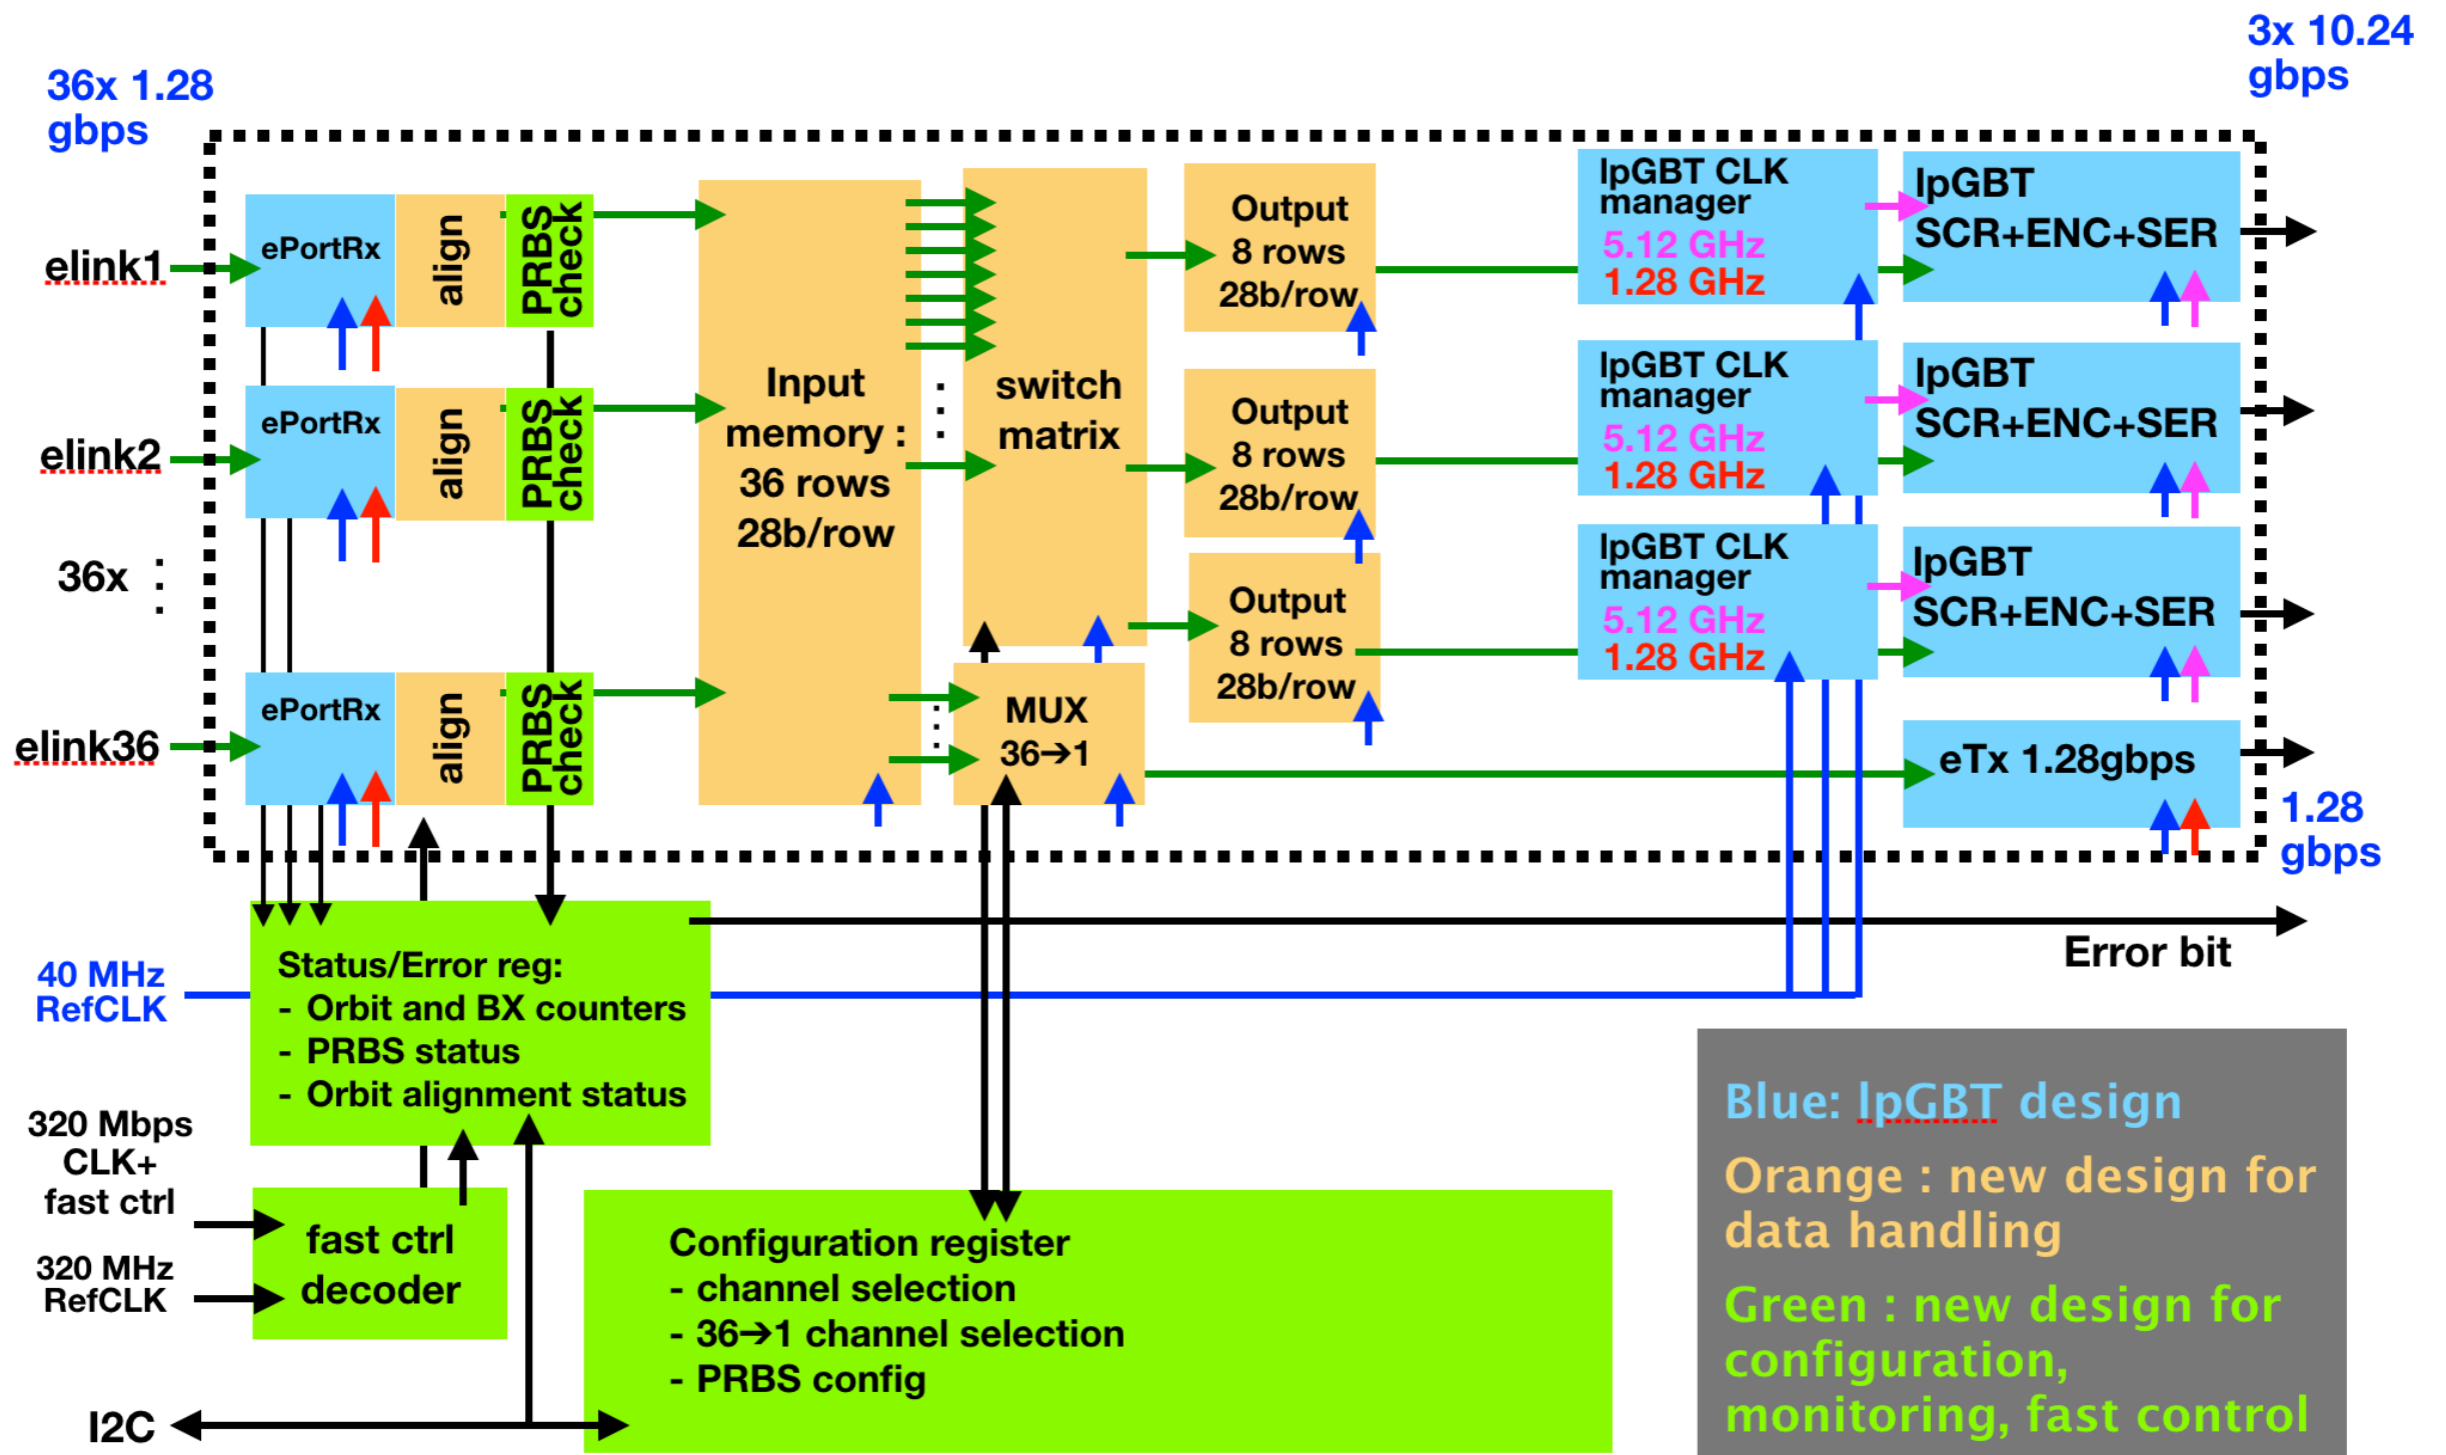 36x 1.28
gbps
3x 10.24
gbps
elink1
ePortRx
align
PRBS
check
elink2
ePortRx
align
PRBS
check
36x :
elink36
ePortRx
align
PRBS
check
Input
memory :
36 rows
28b/row
switch
matrix
MUX
36➔1
Output
8 rows
28b/row
Output
8 rows
28b/row
Output
8 rows
28b/row
lpGBT CLK
manager
5.12 GHz
1.28 GHz
lpGBT CLK
manager
5.12 GHz
1.28 GHz
lpGBT CLK
manager
5.12 GHz
1.28 GHz
lpGBT
SCR+ENC+SER
lpGBT
SCR+ENC+SER
lpGBT
SCR+ENC+SER
eTx 1.28gbps
1.28
gbps
Error bit
40 MHz
RefCLK
Status/Error reg:
- Orbit and BX counters
- PRBS status
- Orbit alignment status
320 Mbps
CLK+
fast ctrl
320 MHz
RefCLK
fast ctrl
decoder
I2C
Configuration register
- channel selection
- 36➔1 channel selection
- PRBS config
Blue: lpGBT design
Orange : new design for
data handling
Green : new design for
configuration,
monitoring, fast control